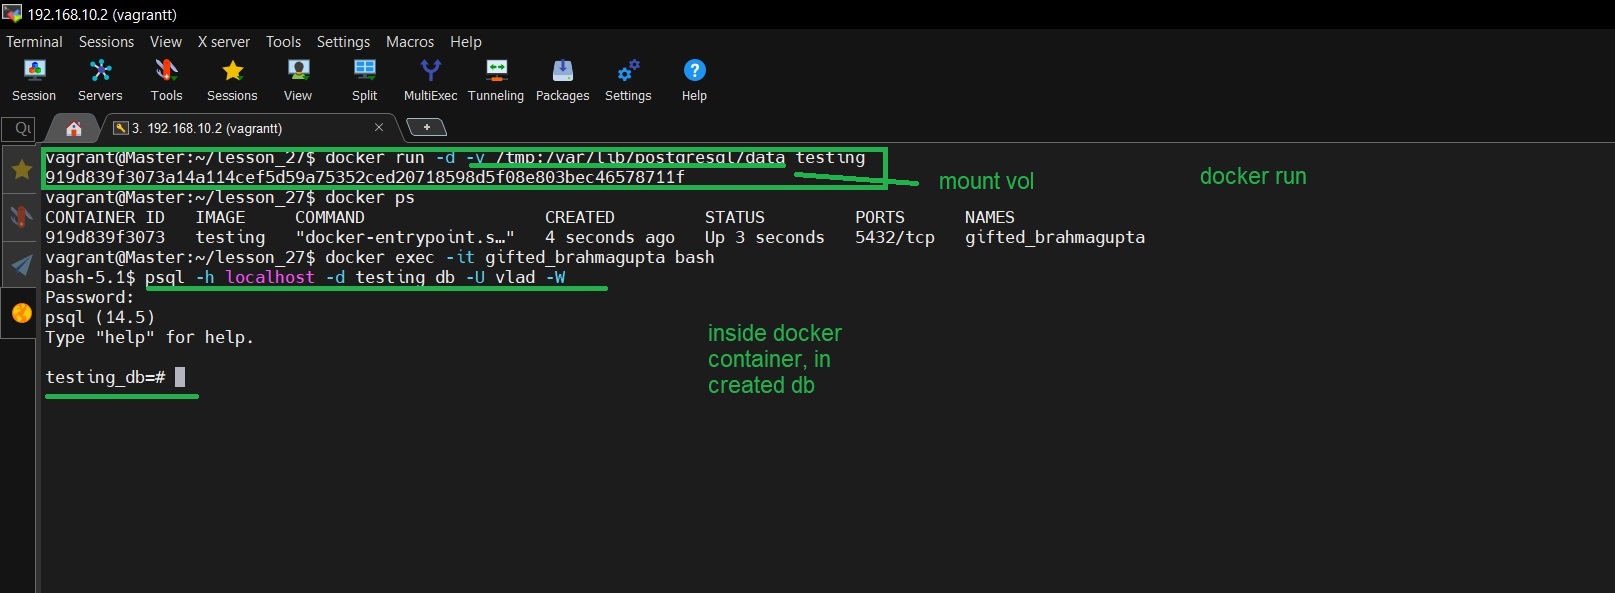 192.168.10.2 (vagrantt)
Terminal Sessions View X server Tools Settings Macros Help
Session Servers Tools Sessions View Split MultiExec Tunneling Packages Settings Help
Qu
3. 192.168.10.2 (vagrantt)
vagrant@Master:~/lesson_27$ docker run -d -v /tmp:/var/lib/postgresql/data testing
919d839f3073a14a114cef5d59a75352ced20718598d5f08e803bec46578711f
mount vol
docker run
vagrant@Master:~/lesson_27$ docker ps
CONTAINER ID IMAGE COMMAND CREATED STATUS PORTS NAMES
919d839f3073 testing "docker-entrypoint.s…" 4 seconds ago Up 3 seconds 5432/tcp gifted_brahmagupta
vagrant@Master:~/lesson_27$ docker exec -it gifted_brahmagupta bash
bash-5.1$ psql -h localhost -d testing_db -U vlad -W
Password:
psql (14.5)
Type "help" for help.
testing_db=#
inside docker
container, in
created db